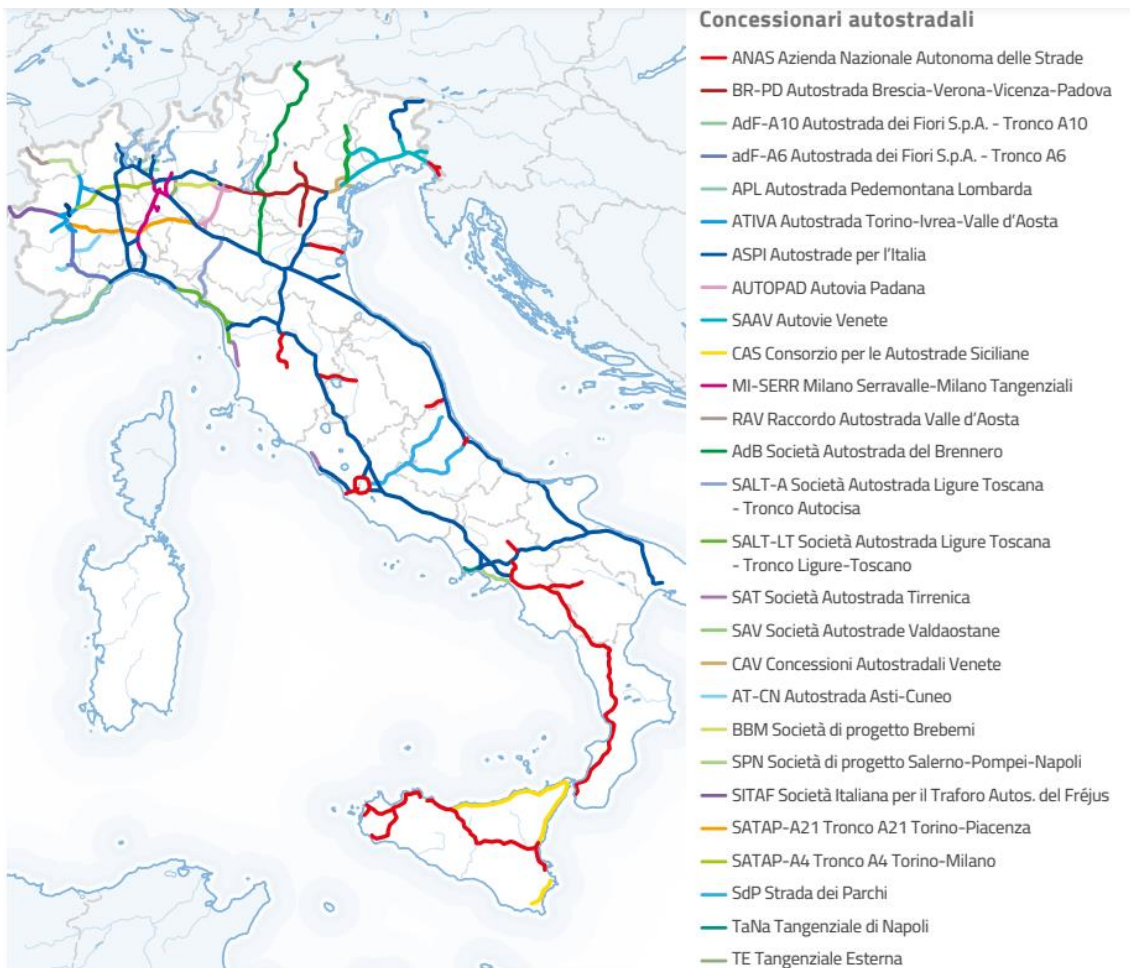 Concessionari autostradali
ANAS Azienda Nazionale Autonoma delle Strade
BR-PD Autostrada Brescia-Verona-Vicenza-Padova
AdF-A10 Autostrada dei Fiori S.p.A. - Tronco A10
adF-A6 Autostrada dei Fiori S.p.A. - Tronco A6
APL Autostrada Pedemontana Lombarda
ATIVA Autostrada Torino-Ivrea-Valle d'Aosta
ASPI Autostrade per l'Italia
AUTOPAD Autovia Padana
SAAV Autovie Venete
CAS Consorzio per le Autostrade Siciliane
MI-SERR Milano Serravalle-Milano Tangenziali
RAV Raccordo Autostrada Valle d'Aosta
AdB Società Autostrada del Brennero
SALT-A Società Autostrada Ligure Toscana
- Tronco Autocisa
SALT-LT Società Autostrada Ligure Toscana
- Tronco Ligure-Toscano
SAT Società Autostrada Tirrenica
SAV Società Autostrade Valdaostane
CAV Concessioni Autostradali Venete
AT-CN Autostrada Asti-Cuneo
BBM Società di progetto Brebemi
SPN Società di progetto Salerno-Pompei-Napoli
SITAF Società Italiana per il Traforo Autos. del Fréjus
SATAP-A21 Tronco A21 Torino-Piacenza
SATAP-A4 Tronco A4 Torino-Milano
SdP Strada dei Parchi
TaNa Tangenziale di Napoli
TE Tangenziale Esterna